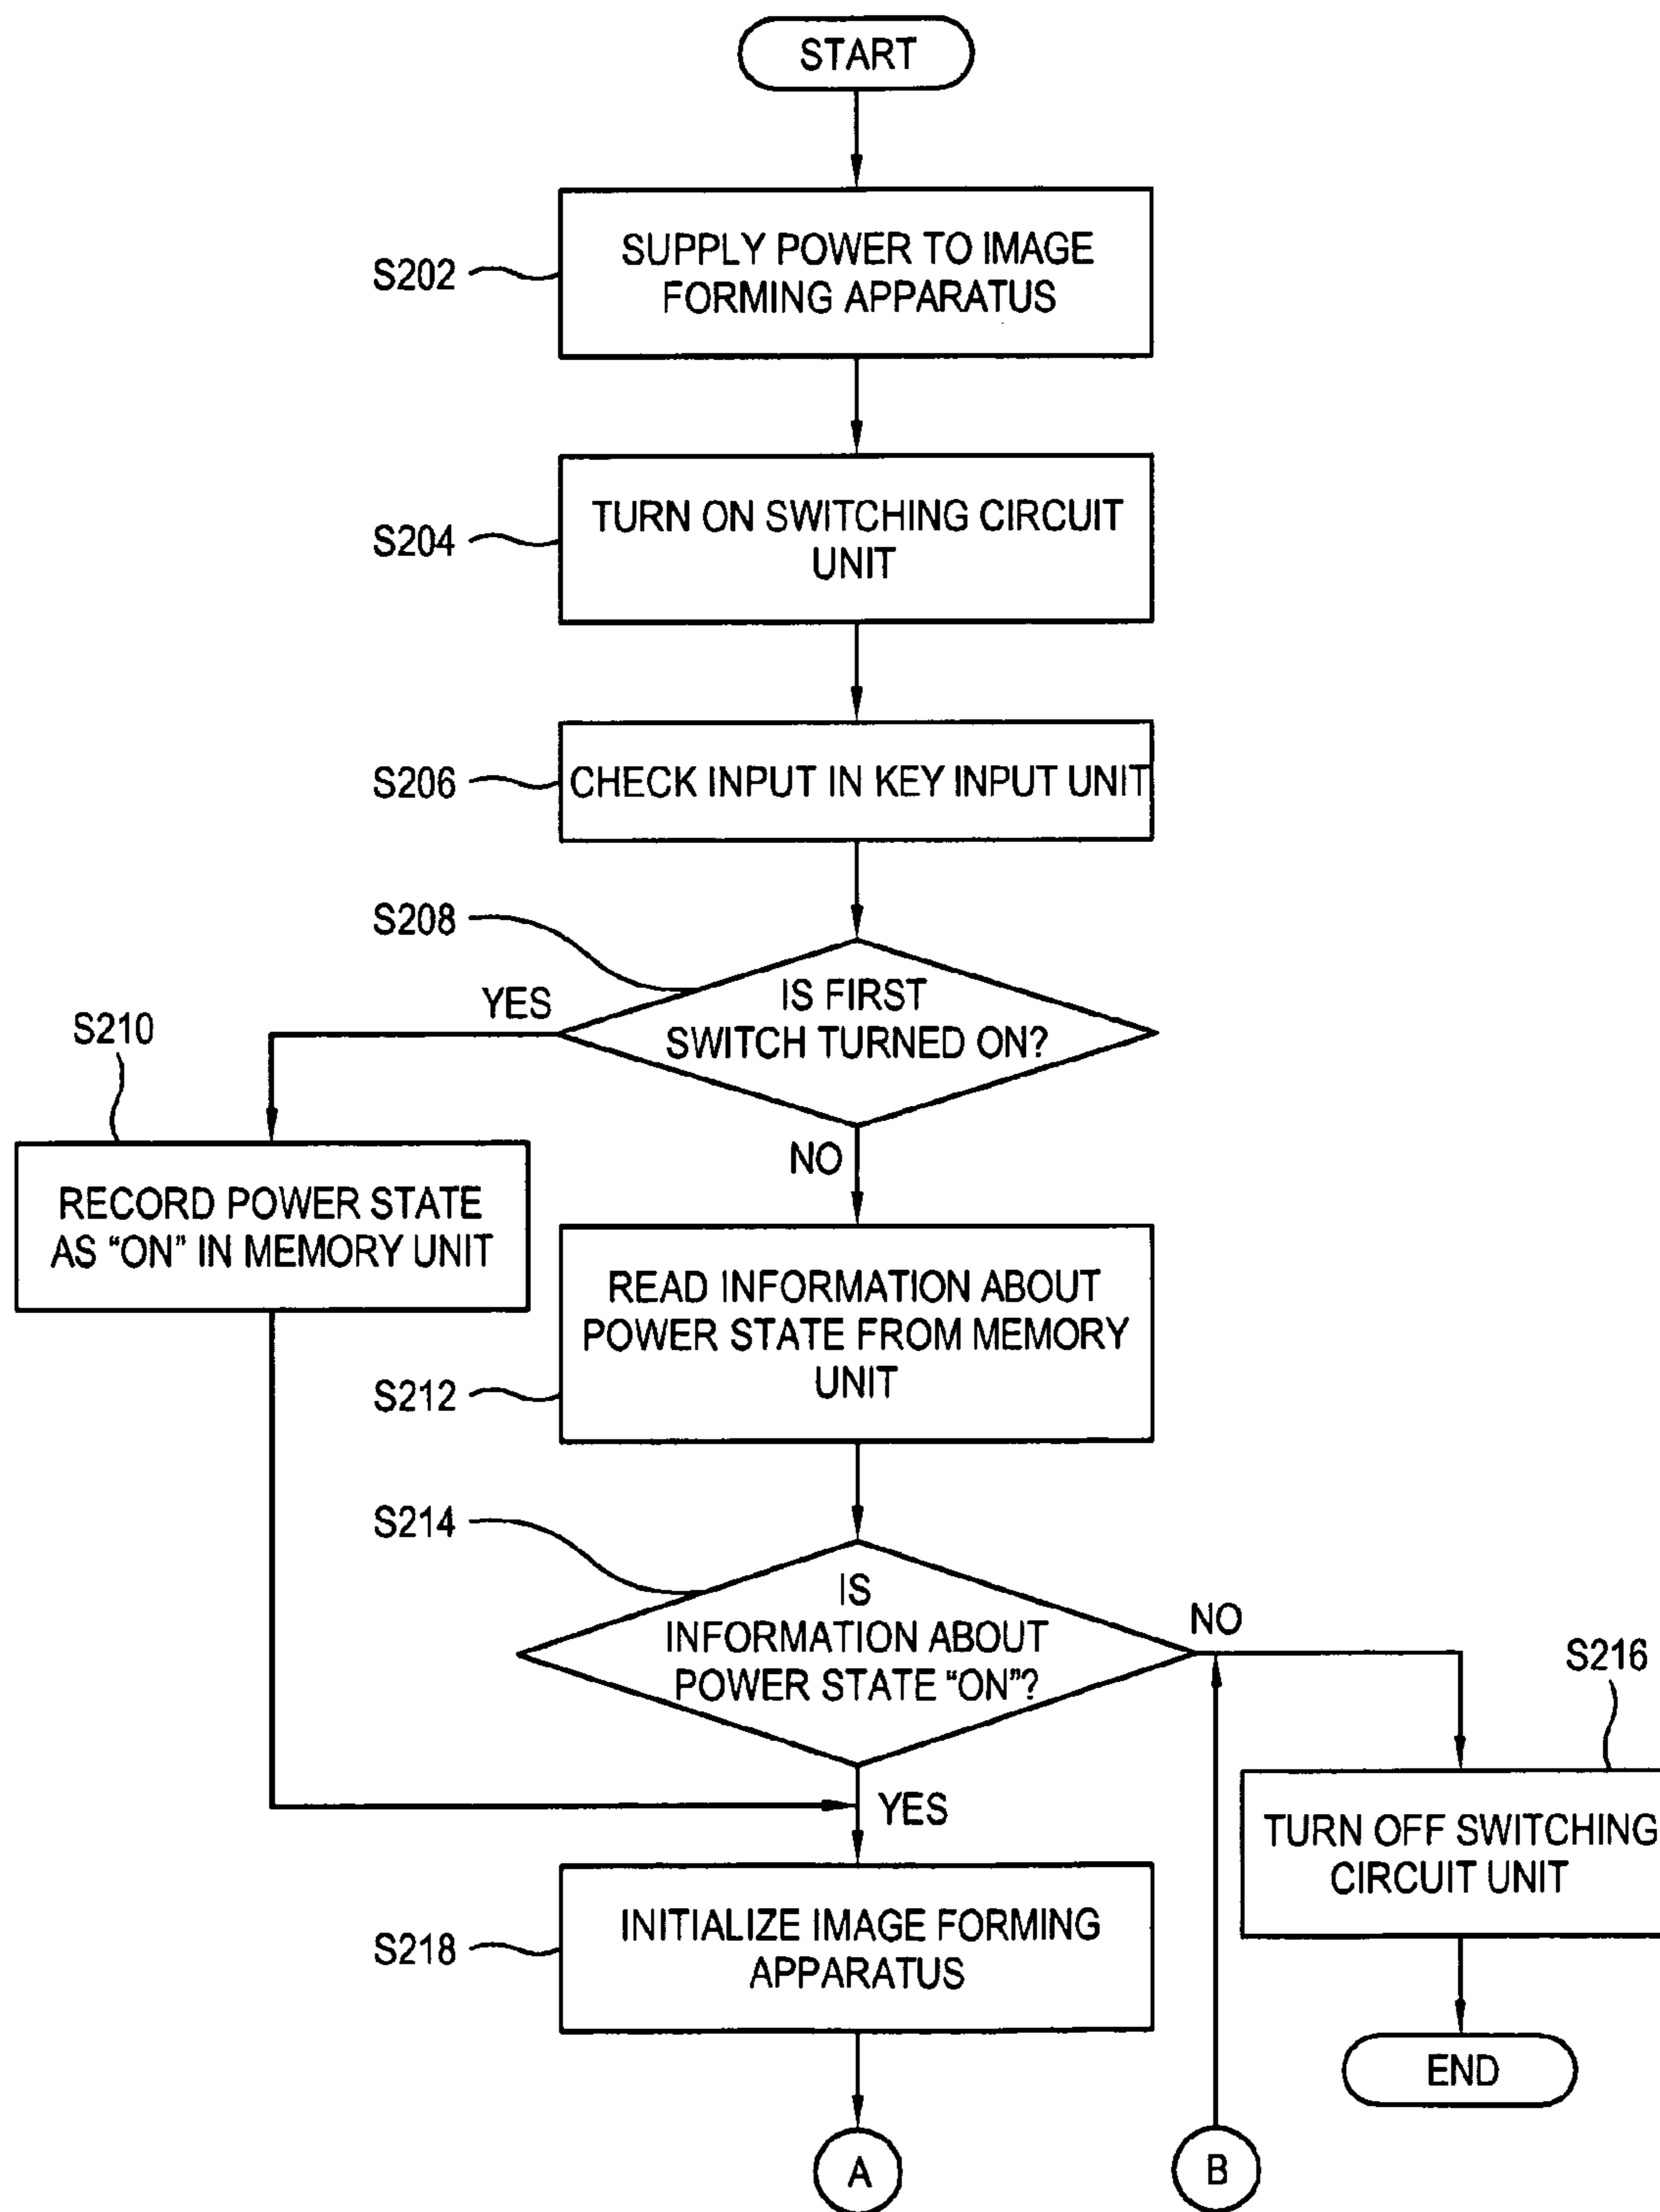 START
S202
SUPPLY POWER TO IMAGE
FORMING APPARATUS
S204
TURN ON SWITCHING CIRCUIT
UNIT
S206
CHECK INPUT IN KEY INPUT UNIT
S208
IS FIRST
SWITCH TURNED ON?
YES
NO
S210
RECORD POWER STATE
AS "ON" IN MEMORY UNIT
READ INFORMATION ABOUT
POWER STATE FROM MEMORY
UNIT
S212
S214
IS
INFORMATION ABOUT
POWER STATE "ON"?
NO
YES
S216
TURN OFF SWITCHING
CIRCUIT UNIT
S218
INITIALIZE IMAGE FORMING
APPARATUS
END
A
B